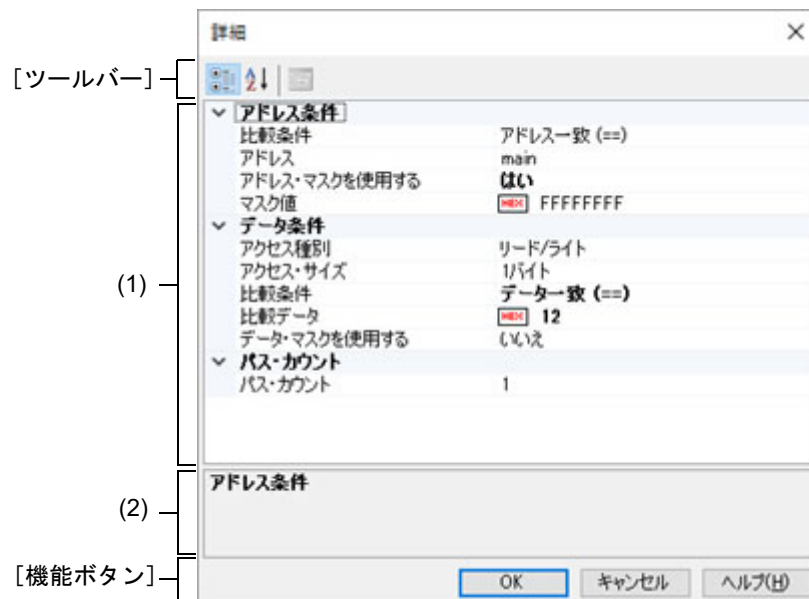 詳細
[ツールバー]
アドレス条件
比較条件 アドレス一致 (==)
アドレス main
アドレス・マスクを使用する はい
マスク値 HEX FFFFFFFF
データ条件
アクセス種別 リード/ライト
アクセス・サイズ 1バイト
(1)
比較条件 データ一致 (==)
比較データ HEX 12
データ・マスクを使用する いいえ
パス・カウント
パス・カウント 1
アドレス条件
(2)
[機能ボタン]
OK キャンセル ヘルプ(H)